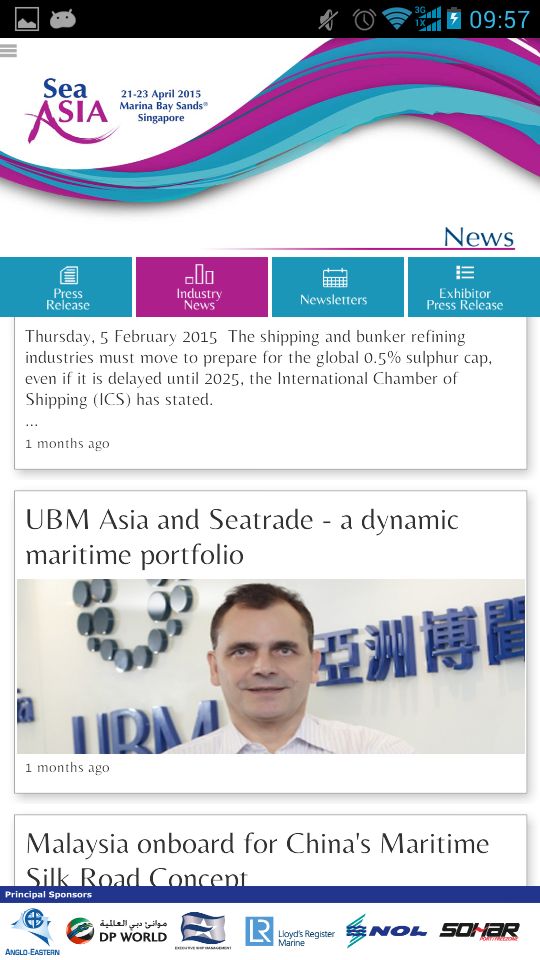 3G
1X
09:57
Sea
ASIA
21-23 April 2015
Marina Bay Sands®
Singapore
News
Press
Release
Industry
News
Newsletters
Exhibitor
Press Release
Thursday, 5 February 2015 The shipping and bunker refining
industries must move to prepare for the global 0.5% sulphur cap,
even if it is delayed until 2025, the International Chamber of
Shipping (ICS) has stated.
...
1 months ago
UBM Asia and Seatrade - a dynamic
maritime portfolio
亞洲博聞
UBM
1 months ago
Malaysia onboard for China's Maritime
Silk Road Concept
Principal Sponsors
ANGLO-EASTERN
موانئ دبي العالمية
DP WORLD
EXECUTIVE SHIP MANAGEMENT
LR
Lloyd's Register
Marine
NOL
SOHAR
PORT/FREEZONE